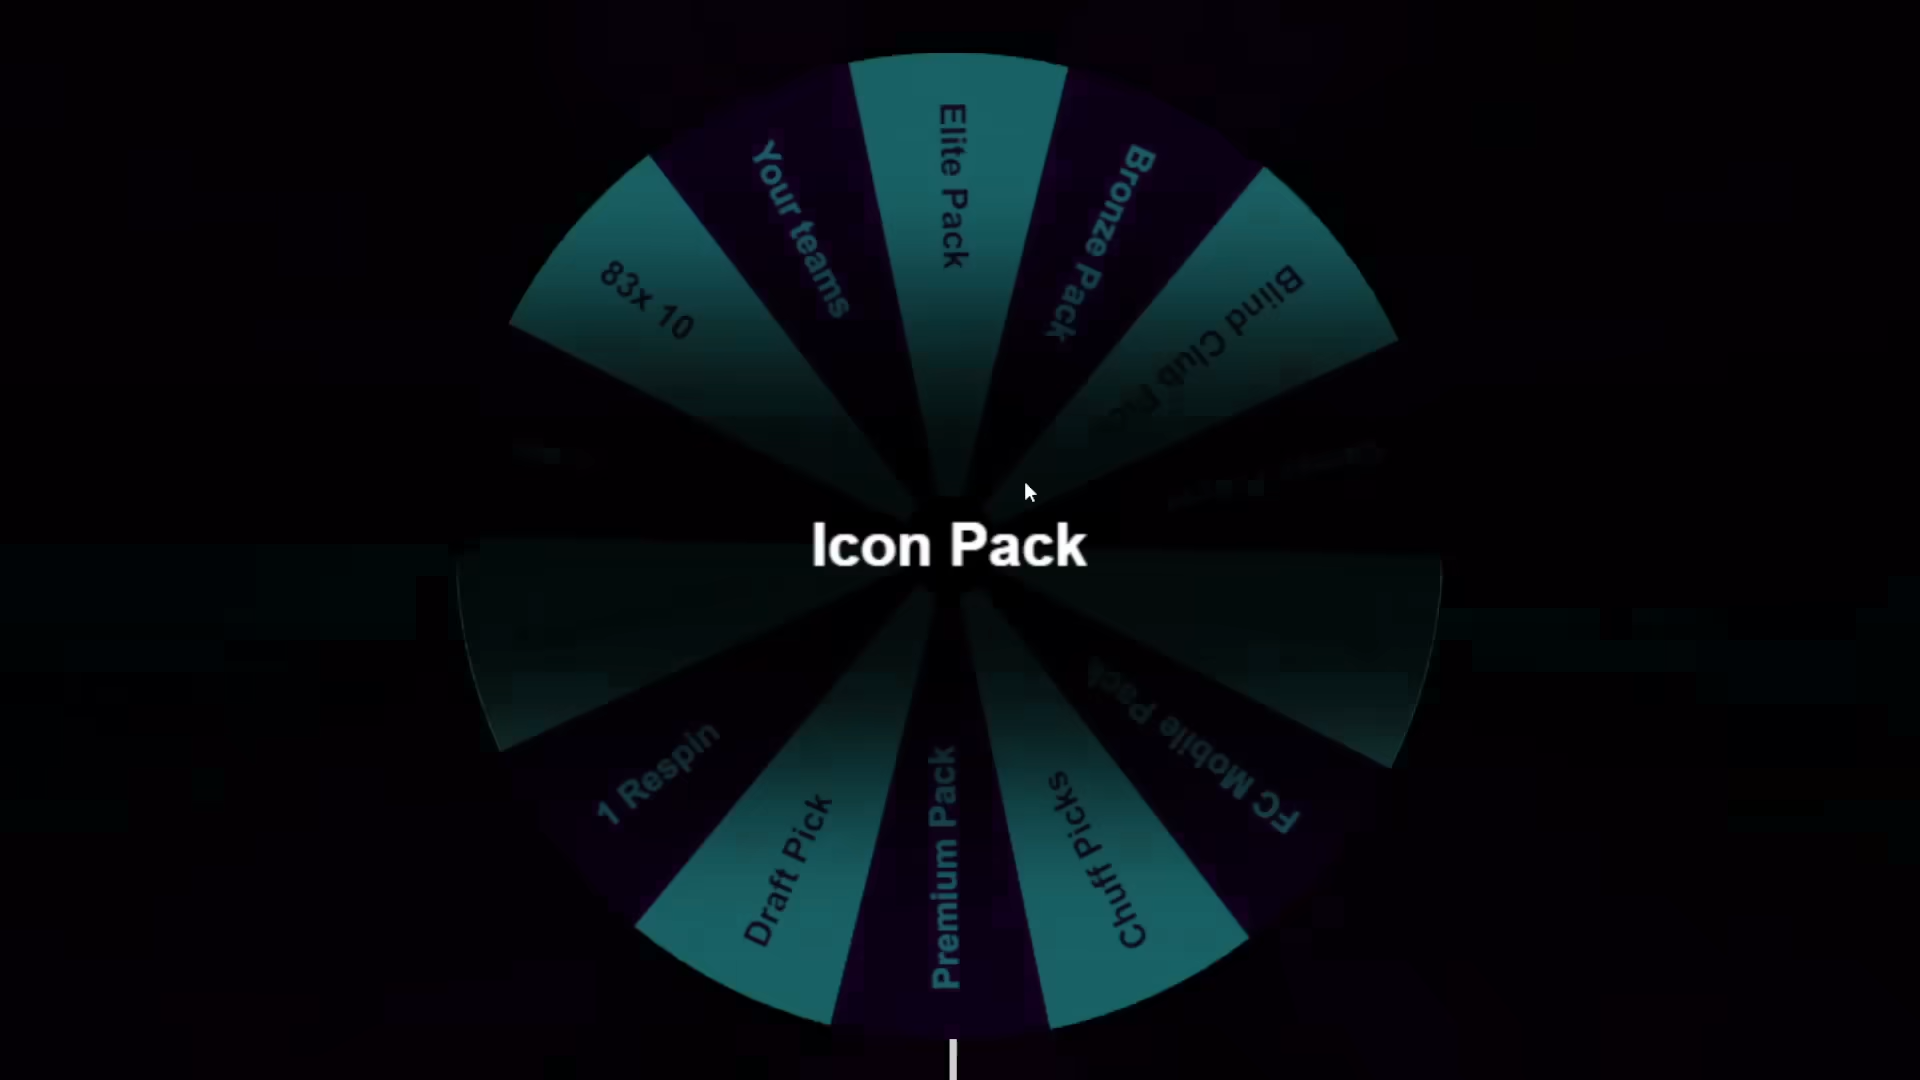 Elite Pack
Your teams
Bronze Pack
83x 10
Blind Club Pick
Icon Pack
FC Mobile Pack
1 Respin
Draft Pick
Premium Pack
Chuff Picks